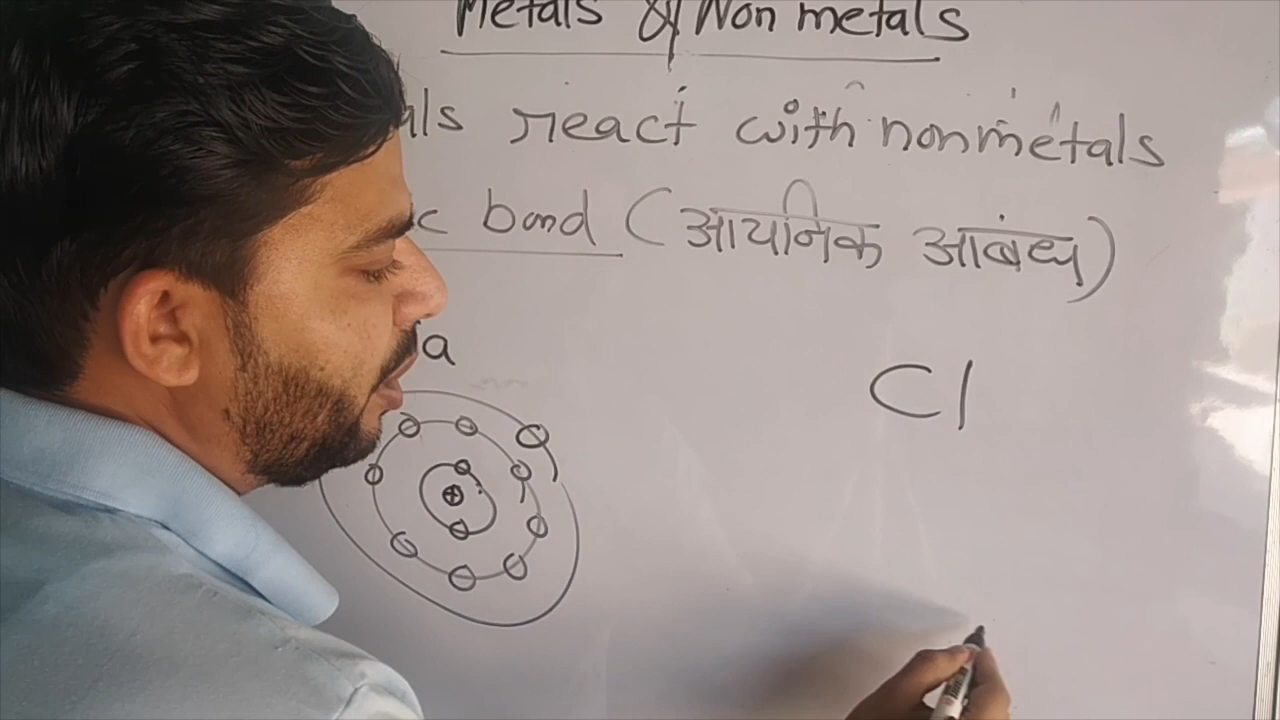 Metals & Non metals
als react with nonmetals
c bond (आयनिक आबंध)
a
Cl